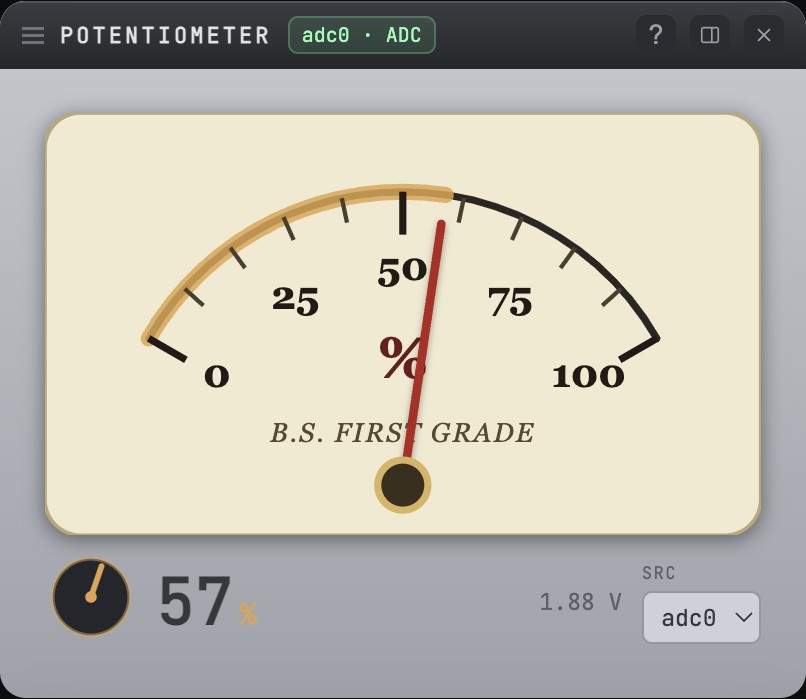 POTENTIOMETER adc0 · ADC ?
50
25 75
%
0 100
B.S. FIRST GRADE
57% 1.88 V
SRC
adc0